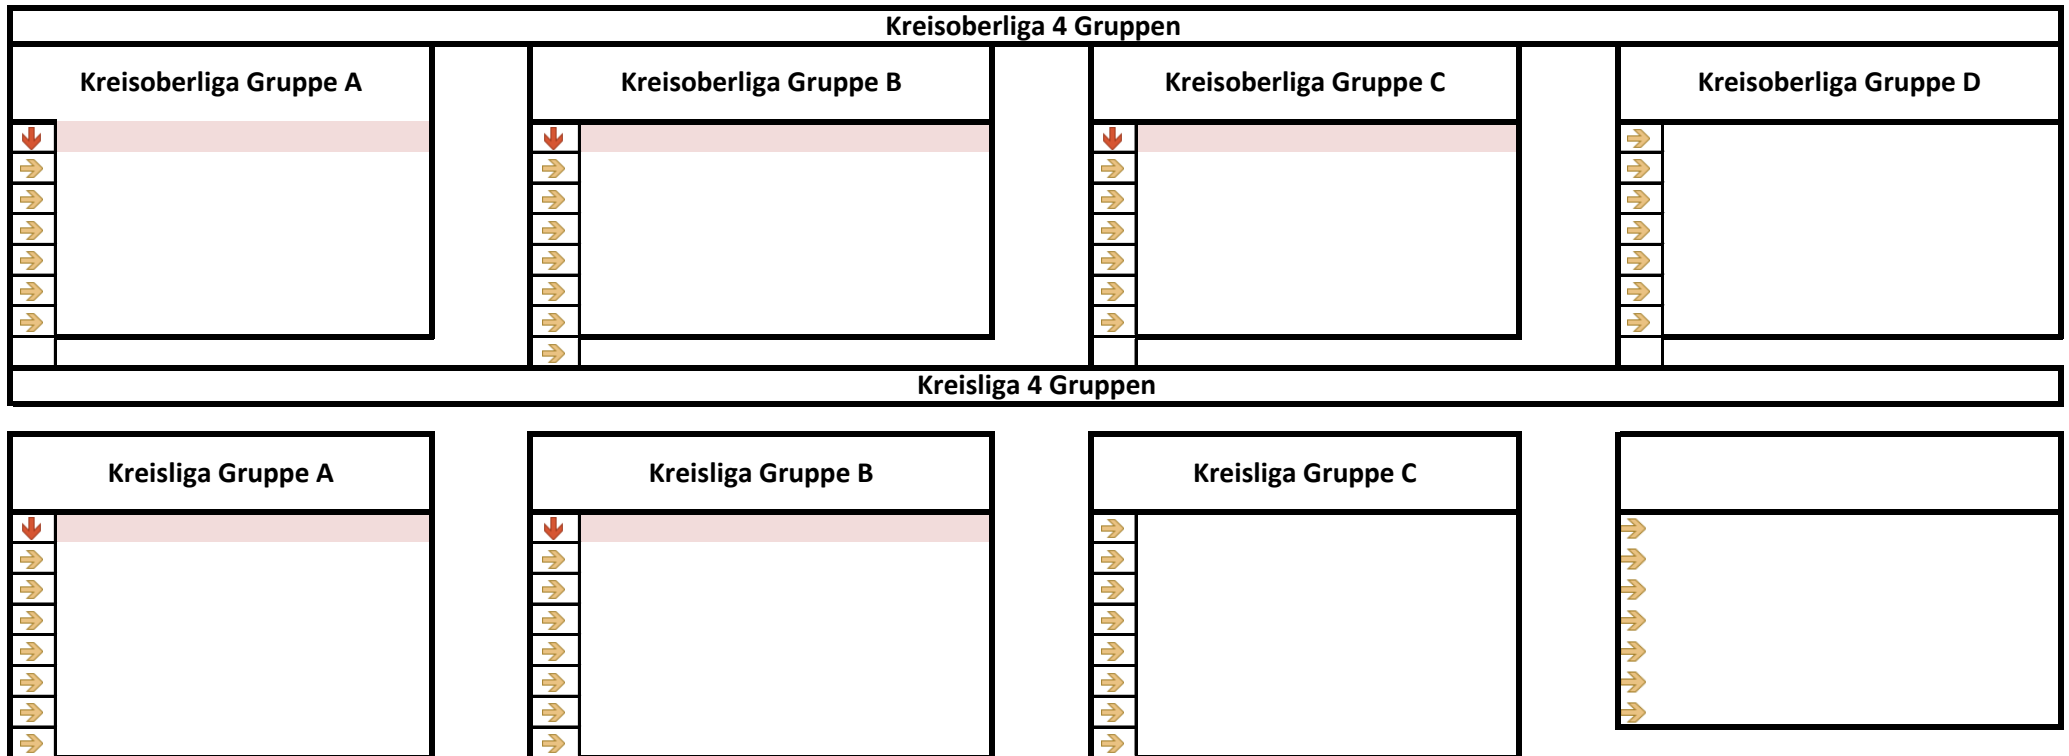 Kreisoberliga 4 Gruppen
Kreisoberliga Gruppe A
Kreisoberliga Gruppe B
Kreisoberliga Gruppe C
Kreisoberliga Gruppe D
Kreisliga 4 Gruppen
Kreisliga Gruppe A
Kreisliga Gruppe B
Kreisliga Gruppe C